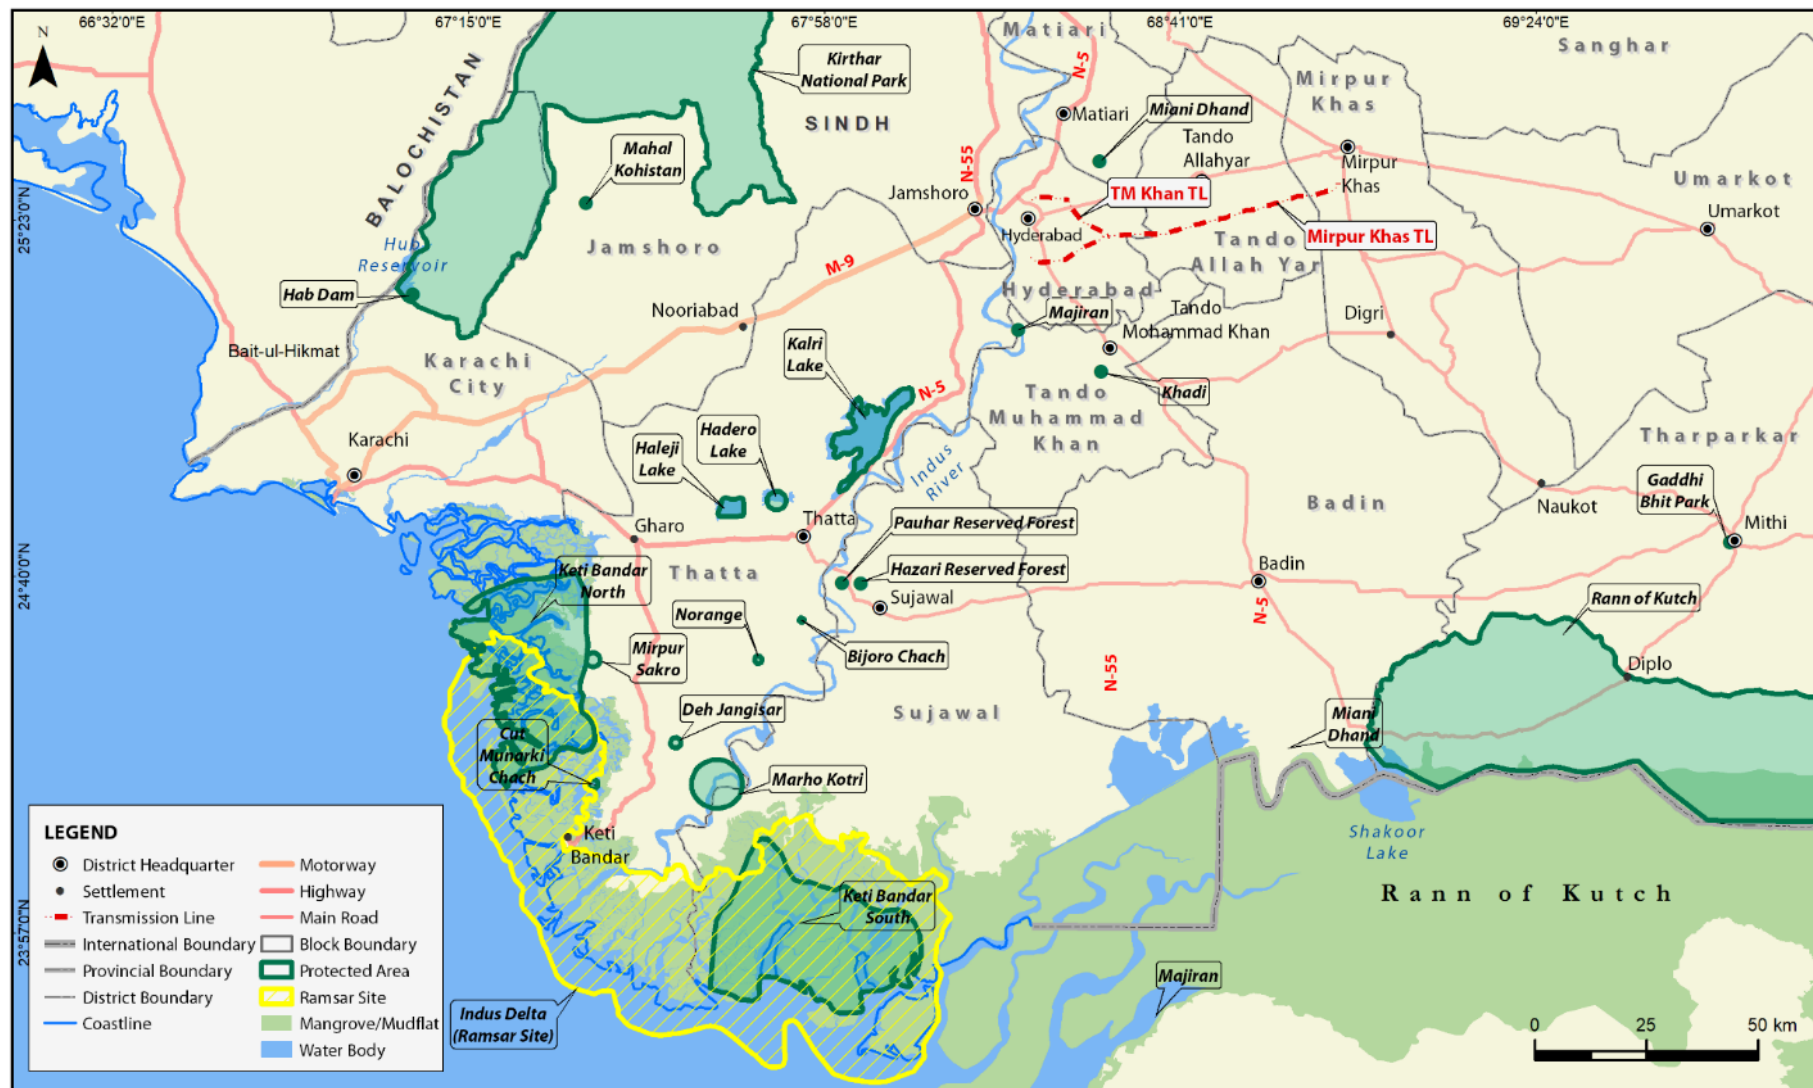 66°32'0"E
67°15'0"E
67°58'0"E
68°41'0"E
69°24'0"E
N
25°23'0"N
24°40'0"N
23°57'0"N
BALOCHISTAN
SINDH
Kirthar
National Park
Matiari
Sanghar
Mirpur
Khas
N-5
Matiari
Miani Dhand
Tando
Allahyar
Mirpur
Khas
Umarkot
Umarkot
Mahal
Kohistan
N-55
Jamshoro
TM Khan TL
Hyderabad
Mirpur Khas TL
Tando
Allah Yar
Jamshoro
Hub
Reservoir
M-9
Hab Dam
Hyderabad
Nooriabad
Majiran
Tando
Mohammad Khan
Digri
Bait-ul-Hikmat
Karachi
City
Kalri
Lake
N-5
Khadi
Tando
Muhammad
Khan
Tharparkar
Karachi
Haleji
Lake
Hadero
Lake
Indus
River
Gaddhi
Bhit Park
Badin
Naukot
Mithi
Gharo
Thatta
Pauhar Reserved Forest
Keti Bandar
North
Thatta
Hazari Reserved Forest
Badin
Sujawal
N-5
Rann of Kutch
Norange
Mirpur
Sakro
Bijoro Chach
N-55
Diplo
Deh Jangisar
Sujawal
Miani
Dhand
Cut
Munarki
Chach
Marho Kotri
Keti
Bandar
Shakoor
Lake
Keti Bandar
South
Rann of Kutch
Majiran
Indus Delta
(Ramsar Site)
LEGEND
District Headquarter
Settlement
Transmission Line
International Boundary
Provincial Boundary
District Boundary
Coastline
Motorway
Highway
Main Road
Block Boundary
Protected Area
Ramsar Site
Mangrove/Mudflat
Water Body
0 25 50 km